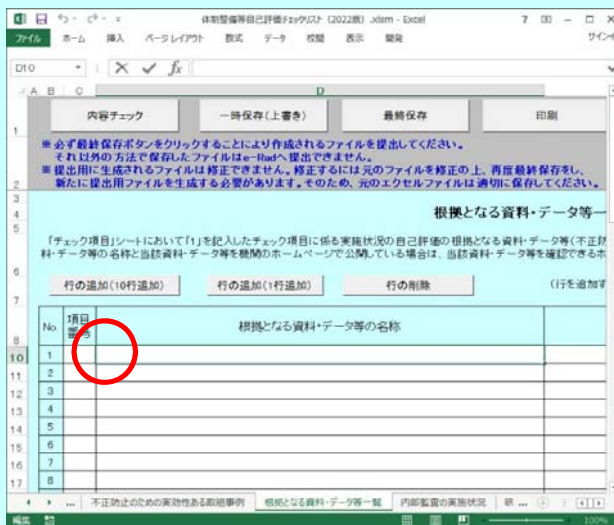 体制整備等自己評価チェックリスト (2022版) .xlsm - Excel
ファイル ホーム 挿入 ページレイアウト 数式 データ 校閲 表示 開発 サインイ
D10 fx
A B C D
内容チェック 一時保存(上書き) 最終保存 印刷
※必ず最終保存ボタンをクリックすることにより作成されるファイルを提出してください。
それ以外の方法で保存したファイルはe-Radへ提出できません。
※提出用に生成されるファイルは修正できません。修正するには元のファイルを修正の上、再度最終保存をし、
新たに提出用ファイルを生成する必要があります。そのため、元のエクセルファイルは適切に保存してください。
根拠となる資料・データ等一
「チェック項目」シートにおいて「1」を記入したチェック項目に係る実施状況の自己評価の根拠となる資料・データ等(不正防
料・データ等の名称と当該資料・データ等を機関のホームページで公開している場合は、当該資料・データ等を確認できるホ
行の追加(10行追加) 行の追加(1行追加) 行の削除 (行を追加す
No. 項目番号 根拠となる資料・データ等の名称
1
2
3
4
5
6
7
8
1
2
3
4
5
6
7
8
10
11
12
13
14
15
16
17
... 不正防止のための実効性ある取組事例 根拠となる資料・データ等一覧 内部監査の実施状況 研 ...
編集 100%